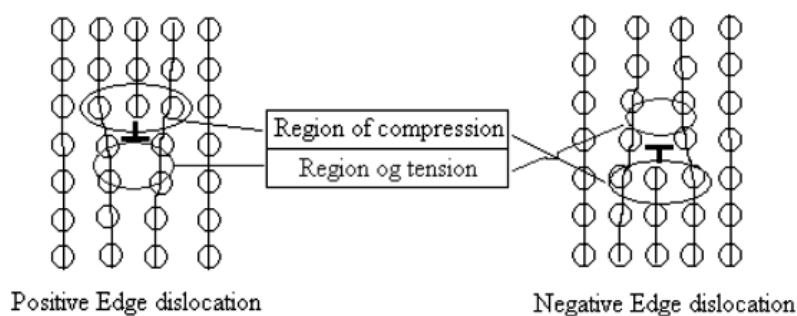 Region of compression
Region og tension
Positive Edge dislocation
Negative Edge dislocation